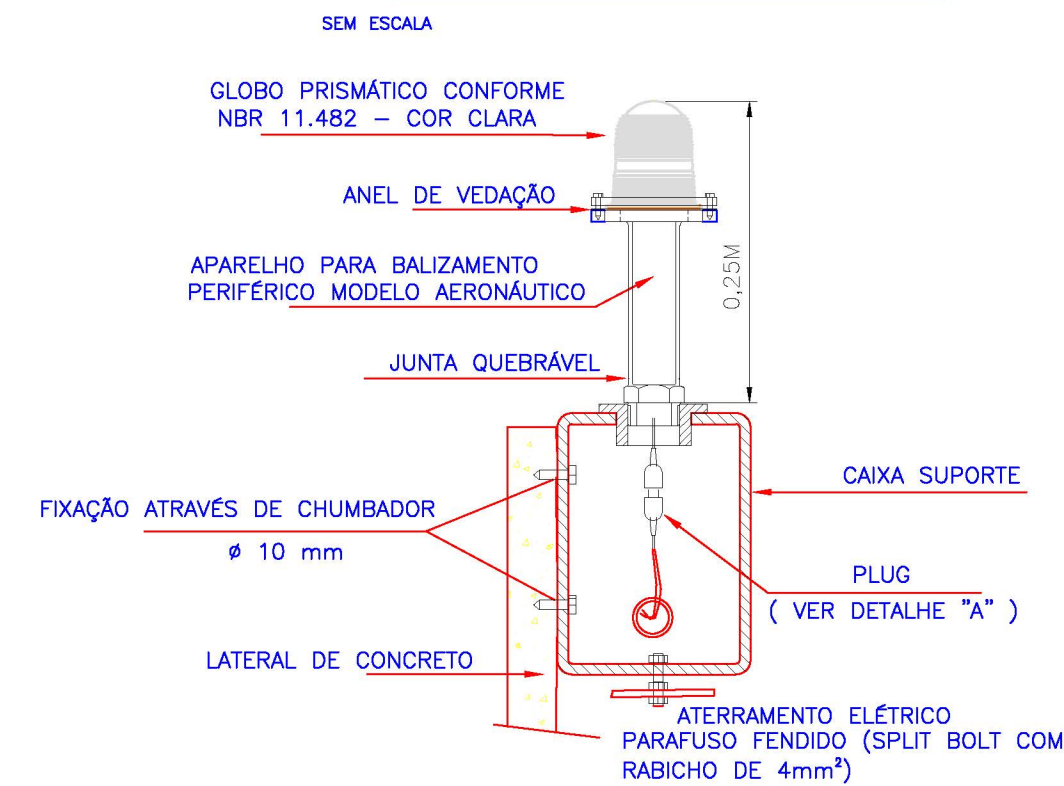 SEM ESCALA
GLOBO PRISMÁTICO CONFORME
NBR 11.482 – COR CLARA
ANEL DE VEDAÇÃO
APARELHO PARA BALIZAMENTO
PERIFÉRICO MODELO AERONÁUTICO
0,25M
JUNTA QUEBRÁVEL
CAIXA SUPORTE
FIXAÇÃO ATRAVÉS DE CHUMBADOR
ø 10 mm
PLUG
( VER DETALHE "A" )
LATERAL DE CONCRETO
ATERRAMENTO ELÉTRICO
PARAFUSO FENDIDO (SPLIT BOLT COM
RABICHO DE 4mm²)